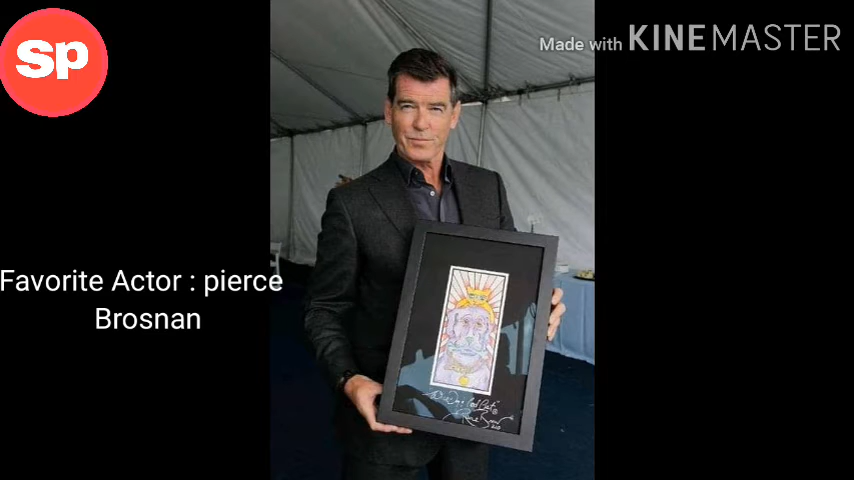 sp
Made with KINEMASTER
Favorite Actor : pierce
Brosnan